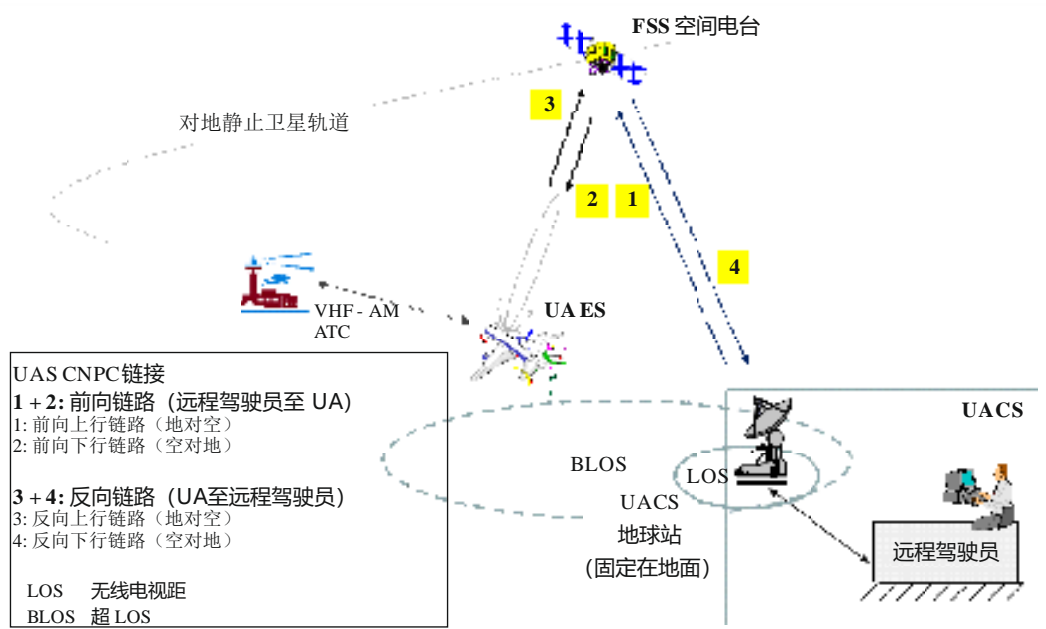 FSS 空间电台
3
对地静止卫星轨道
2
1
4
VHF - AM
ATC
UA ES
UACS
BLOS
LOS
UACS
地球站
(固定在地面)
远程驾驶员
UAS CNPC链接
1 + 2: 前向链路（远程驾驶员至 UA）
1: 前向上行链路（地对空）
2: 前向下行链路（空对地）
3 + 4: 反向链路（UA至远程驾驶员）
3: 反向上行链路（地对空）
4: 反向下行链路（空对地）
LOS 无线电视距
BLOS 超 LOS